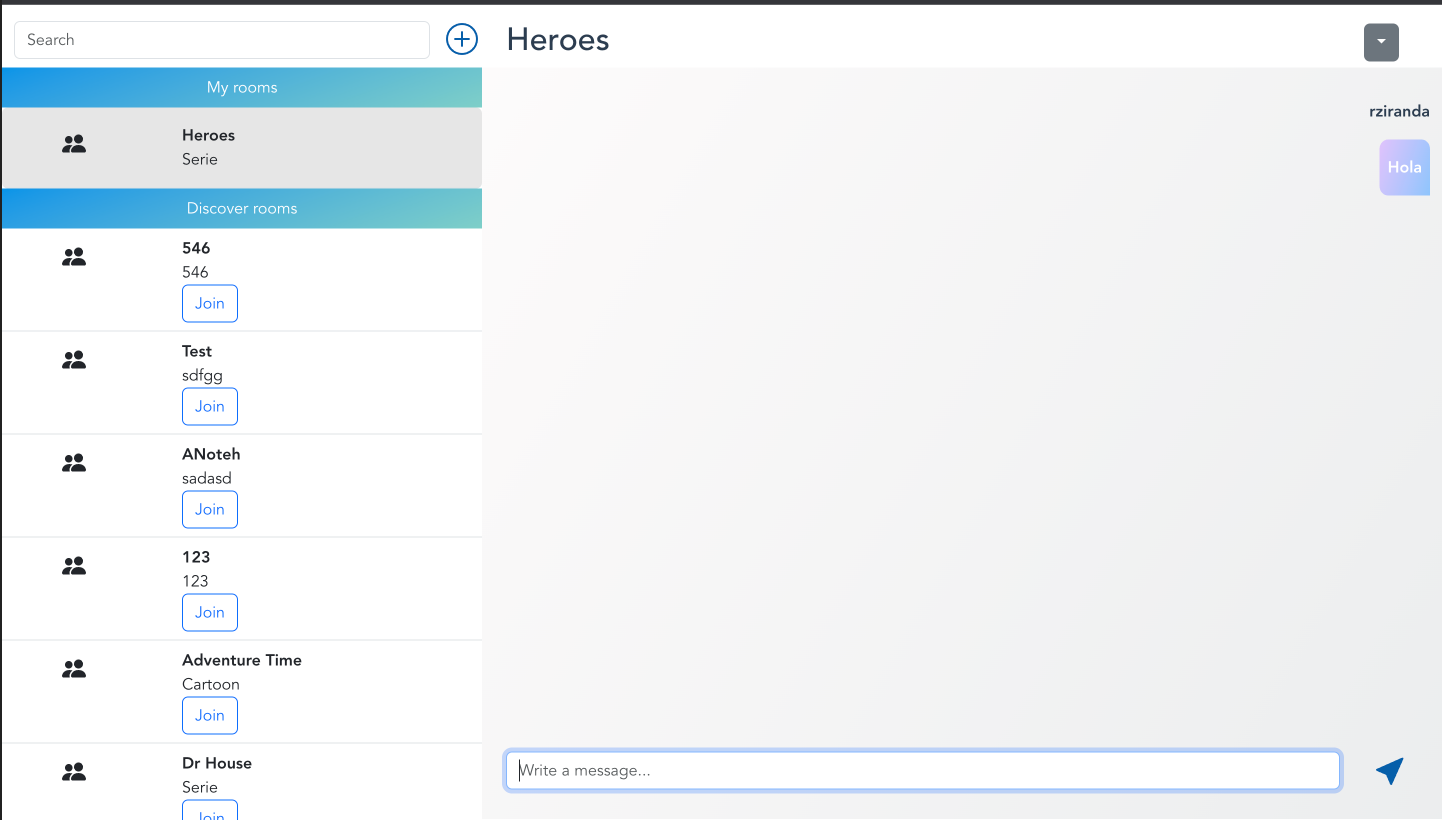 Search
Heroes
My rooms
Heroes
Serie
Discover rooms
546
546
Join
Test
sdfgg
Join
ANoteh
sadasd
Join
123
123
Join
Adventure Time
Cartoon
Join
Dr House
Serie
Join
rziranda
Hola
Write a message...